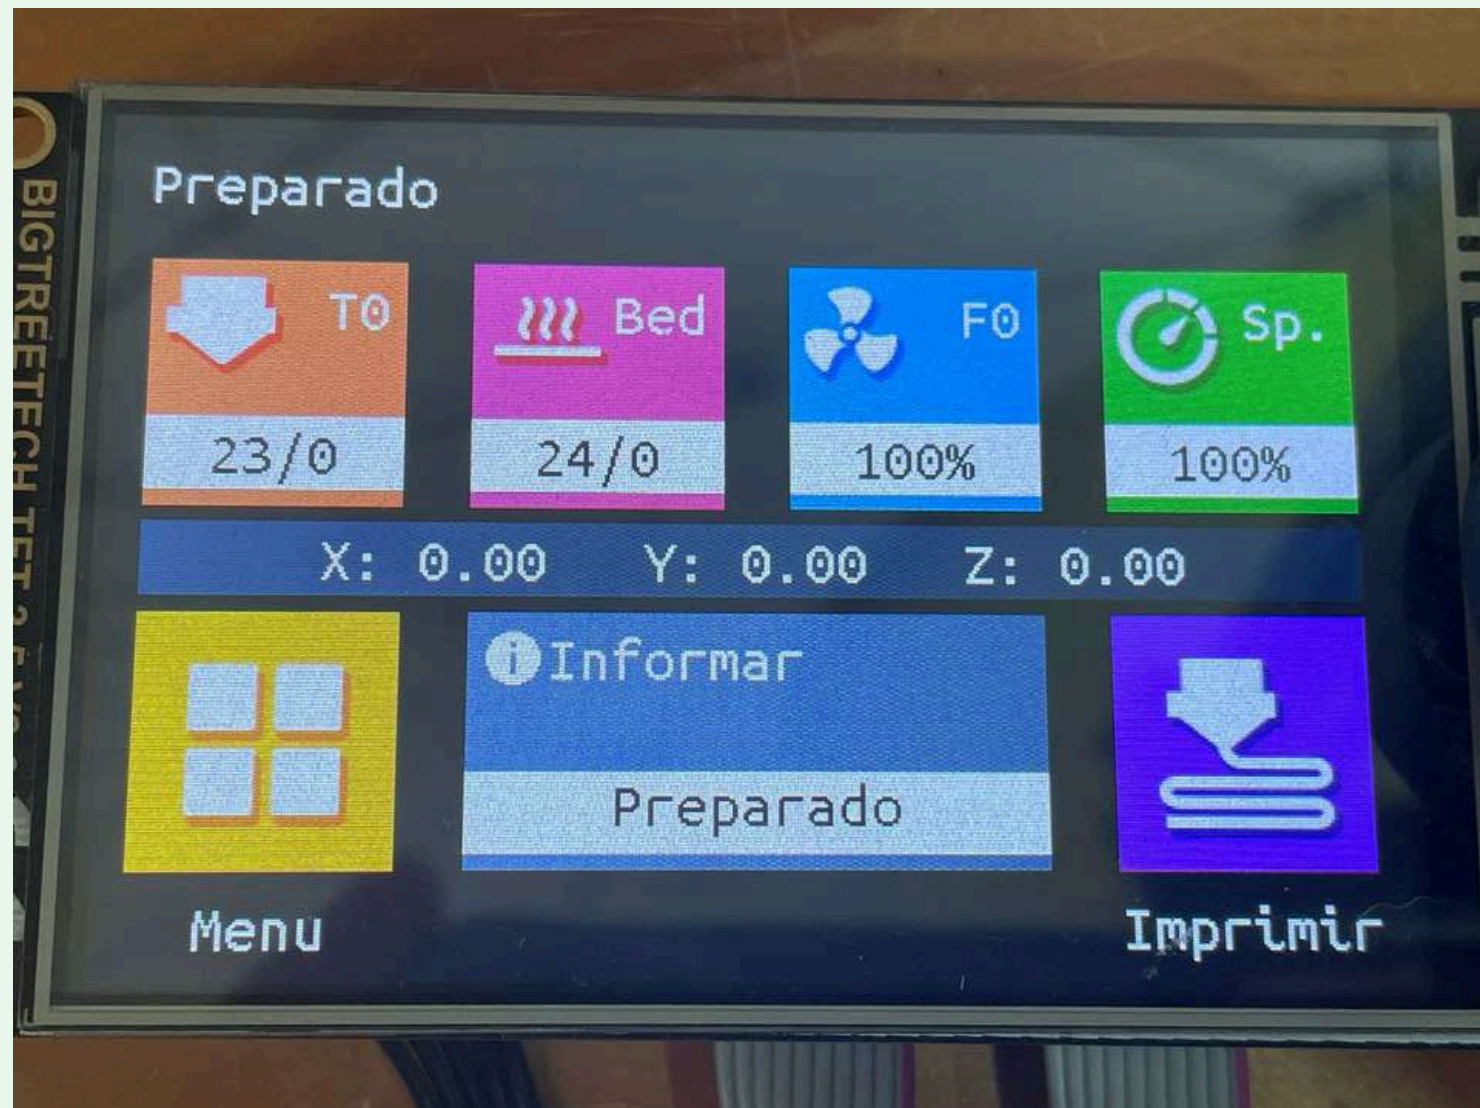 Preparado
T0
Bed
F0
Sp.
23/0
24/0
100%
100%
X: 0.00 Y: 0.00 Z: 0.00
Informar
Preparado
Menu
Imprimir
BIGTREETECH TFT